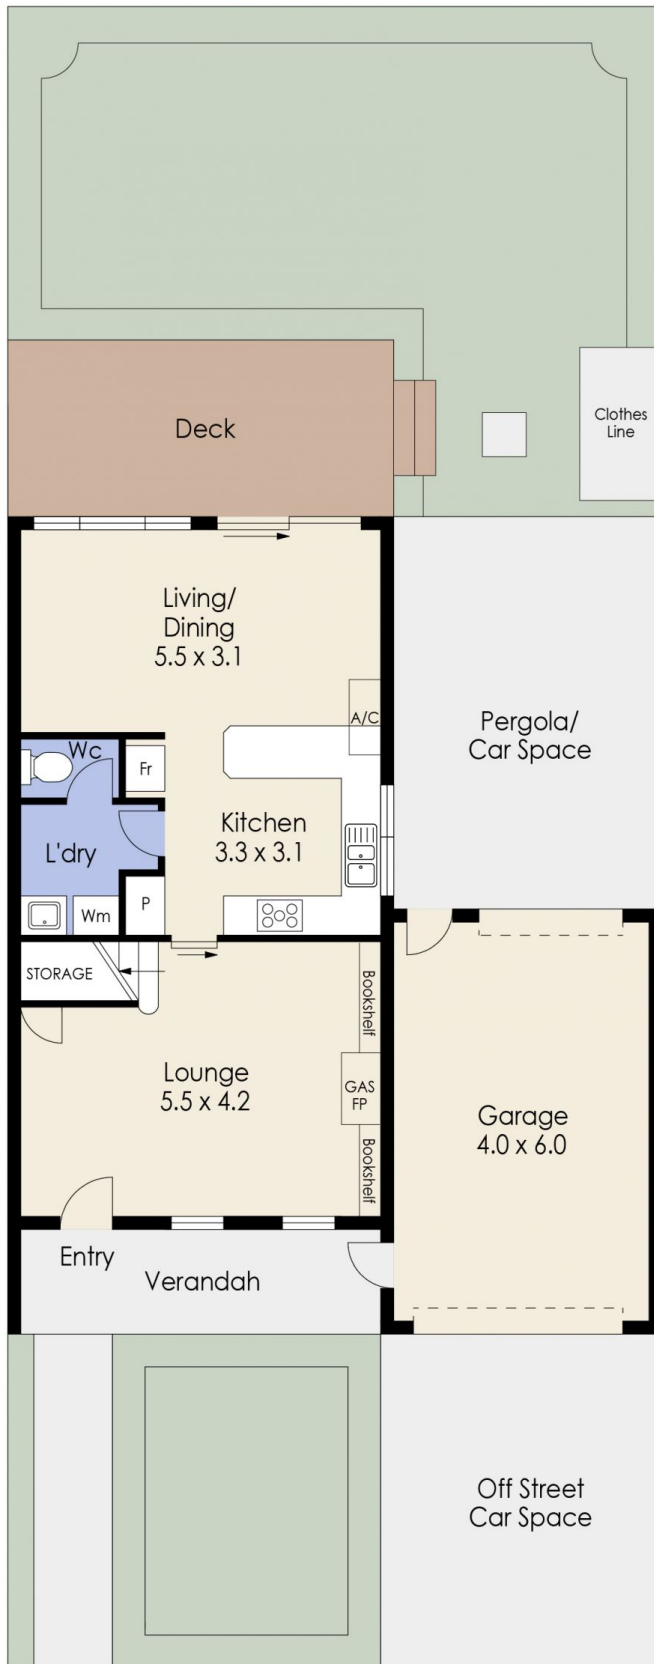 Deck
Clothes
Line
Living/
Dining
5.5 x 3.1
A/C
Pergola/
Car Space
Wc
Fr
Kitchen
3.3 x 3.1
L'dry
P
Wm
STORAGE
Bookshelf
Lounge
5.5 x 4.2
GAS
FP
Garage
4.0 x 6.0
Bookshelf
Entry
Verandah
Off Street
Car Space